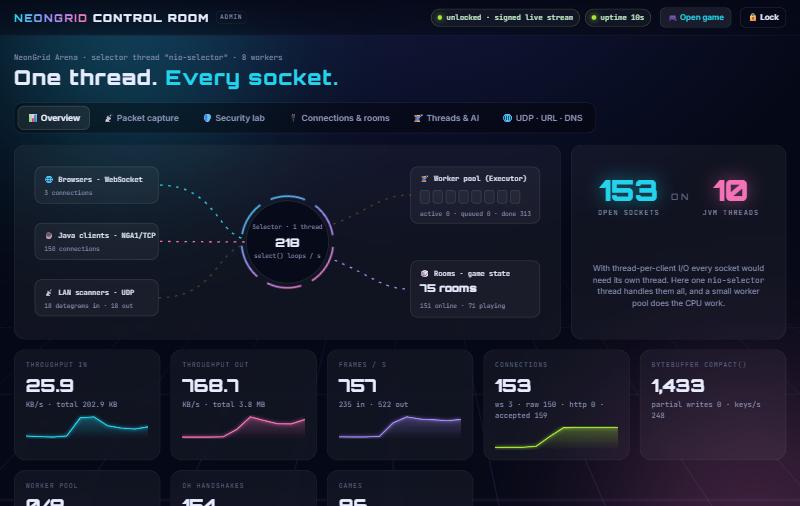 NEONGRID CONTROL ROOM ADMIN
unlocked · signed live stream
uptime 10s
Open game
Lock
NeonGrid Arena · selector thread "nio-selector" · 8 workers
One thread. Every socket.
Overview
Packet capture
Security lab
Connections & rooms
Threads & AI
UDP · URL · DNS
Browsers · WebSocket
3 connections
Java clients · NGA1/TCP
150 connections
LAN scanners · UDP
18 datagrams in · 18 out
Selector · 1 thread
218
select() loops / s
Worker pool (Executor)
active 0 · queued 0 · done 313
Rooms · game state
75 rooms
151 online · 71 playing
153 ON 10
OPEN SOCKETS
JVM THREADS
With thread-per-client I/O every socket would
need its own thread. Here one nio-selector
thread handles them all, and a small worker
pool does the CPU work.
THROUGHPUT IN
25.9
KB/s · total 202.9 KB
THROUGHPUT OUT
768.7
KB/s · total 3.8 MB
FRAMES / S
757
235 in · 522 out
CONNECTIONS
153
ws 3 · raw 150 · http 0 ·
accepted 159
BYTEBUFFER COMPACT()
1,433
partial writes 0 · keys/s
248
WORKER POOL
0/8
DH HANDSHAKES
154
GAMES